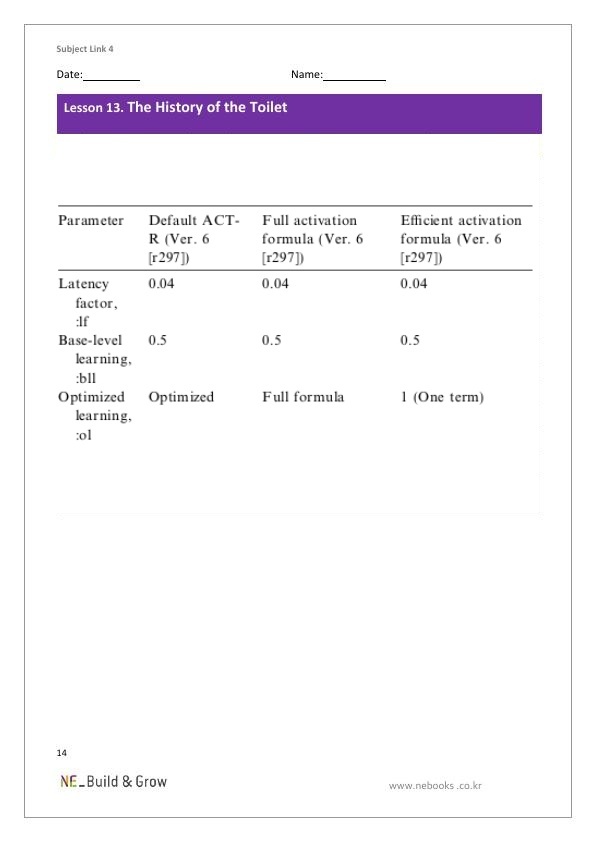 Subject Link 4
Date:________ Name:________
Lesson 13. The History of the Toilet
Parameter Default ACT- Full activation Efficient activation
R (Ver. 6 formula (Ver. 6 formula (Ver. 6
[r297]) [r297]) [r297])
Latency 0.04 0.04 0.04
factor,
:lf
Base-level 0.5 0.5 0.5
learning,
:bll
Optimized Optimized Full formula 1 (One term)
learning,
:ol
14
NE_Build & Grow www.nebooks .co.kr